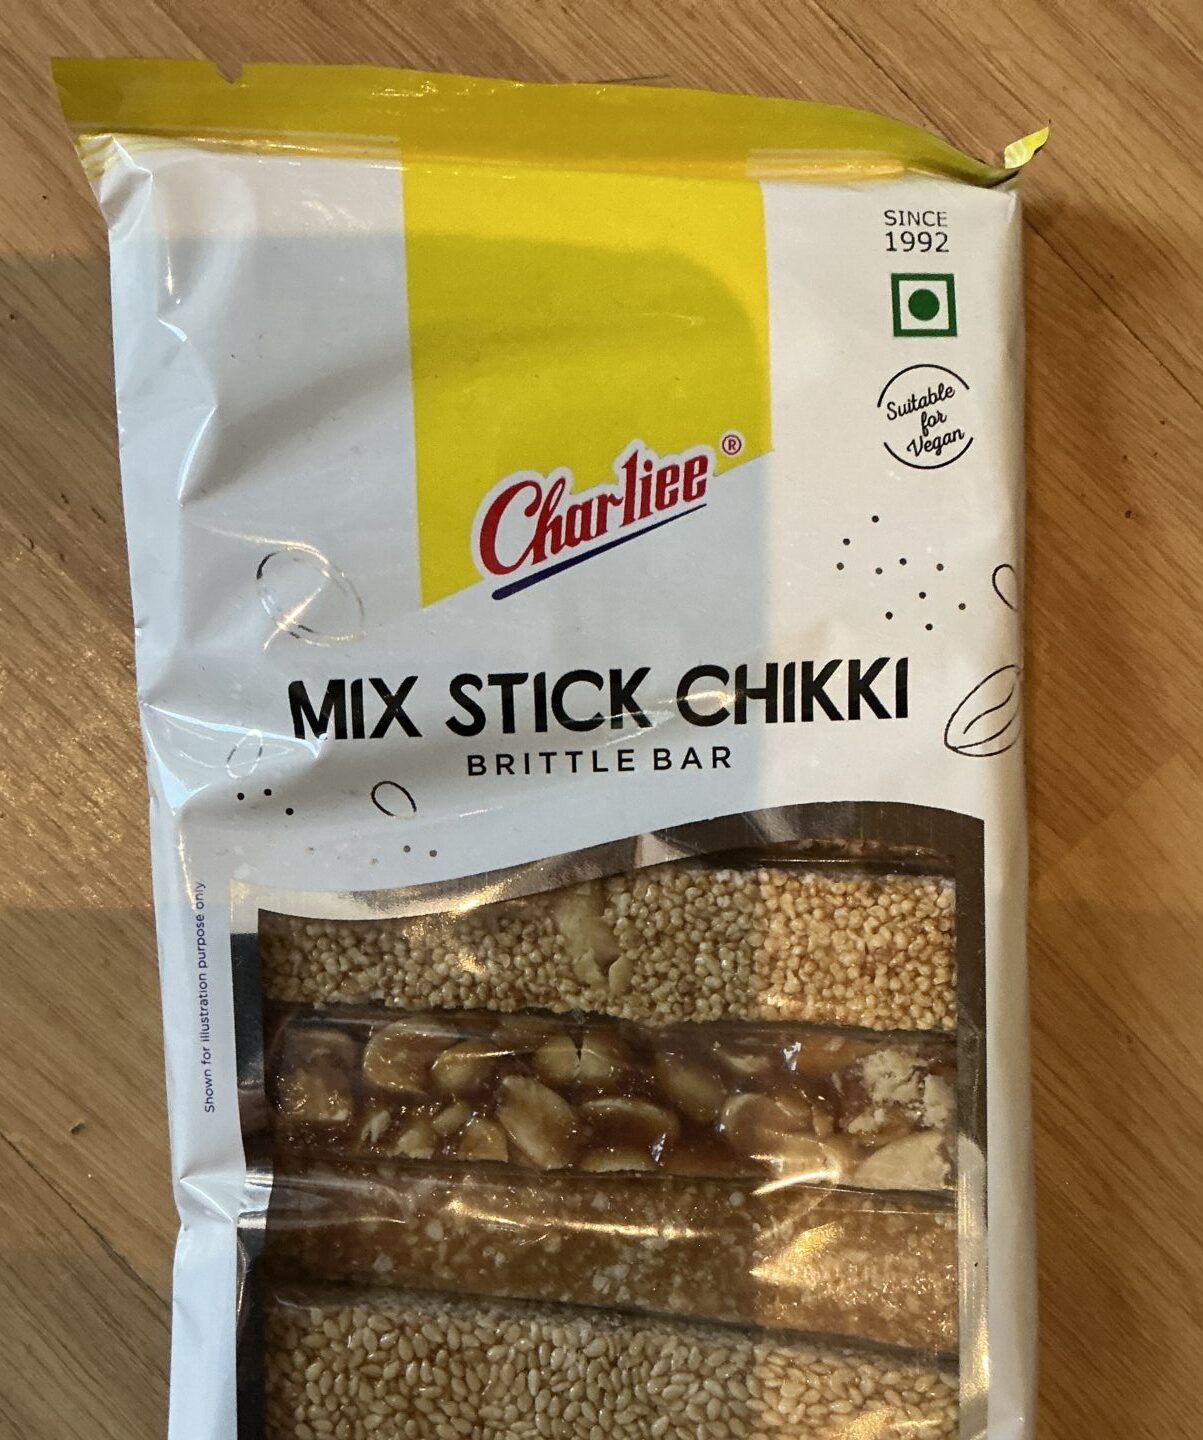 SINCE
1992
Suitable
for
Vegan
Charliee®
MIX STICK CHIKKI
BRITTLE BAR
Shown for illustration purpose only